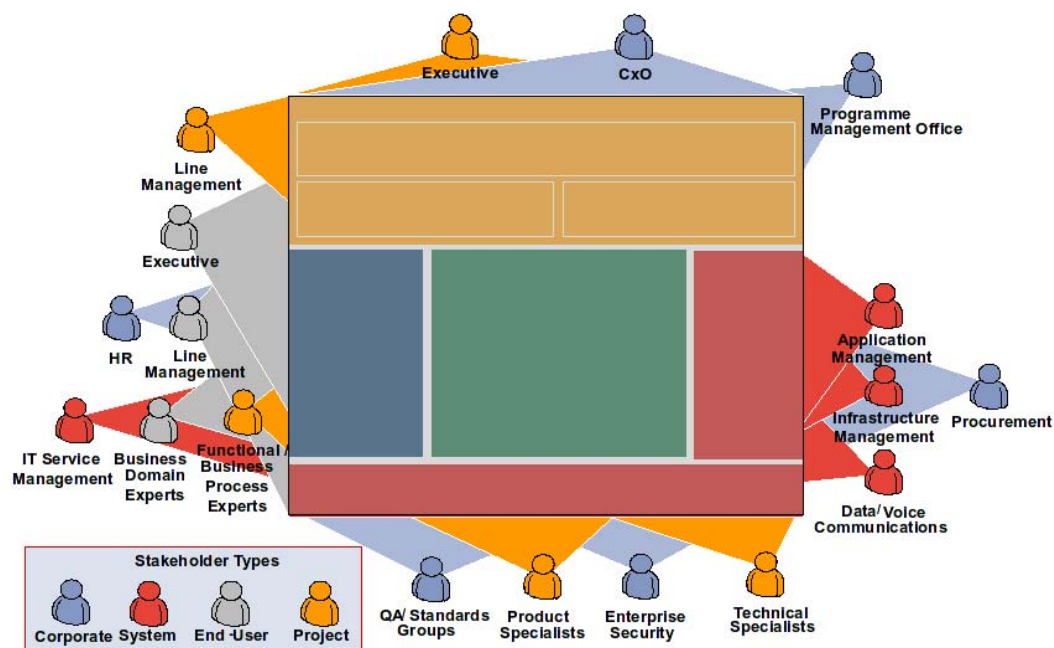 Executive
CxO
Programme
Management Office
Line
Management
Executive
HR
Line
Management
Application
Management
Infrastructure
Management
Procurement
IT Service
Management
Business
Domain
Experts
Functional /
Business
Process
Experts
Data/Voice
Communications
QA/ Standards
Groups
Product
Specialists
Enterprise
Security
Technical
Specialists
Stakeholder Types
Corporate
System
End -User
Project